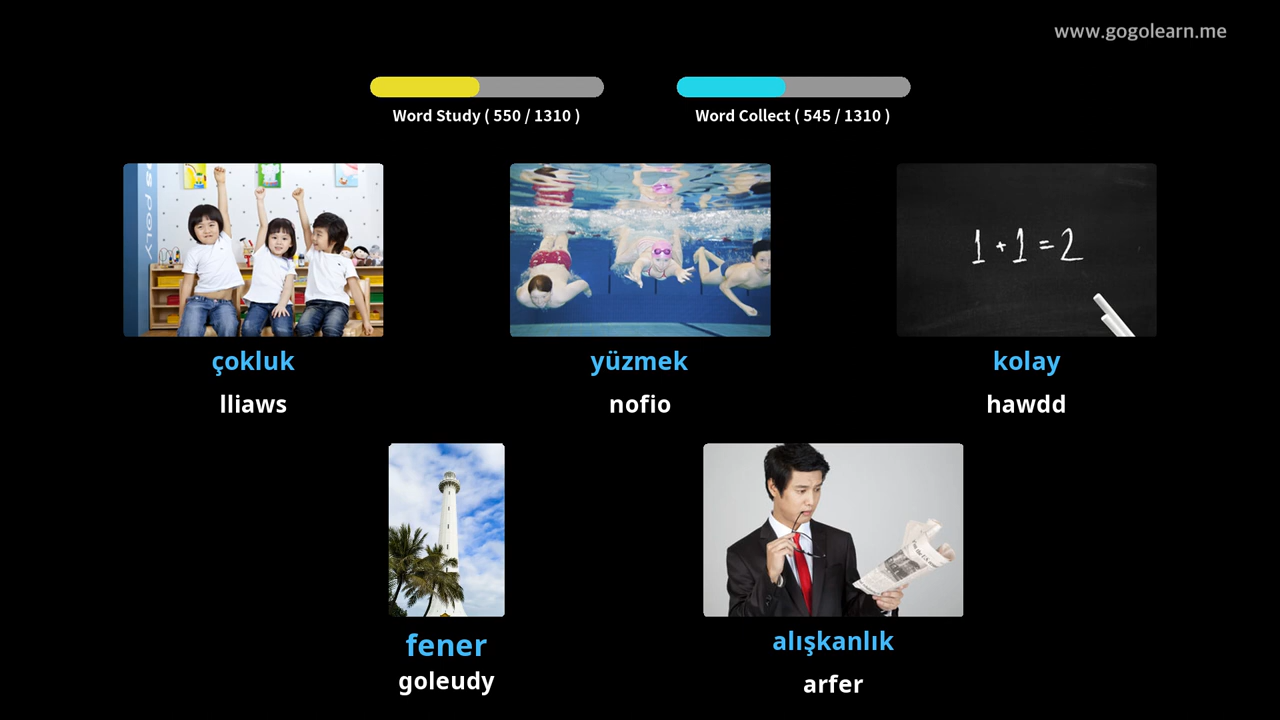 www.gogolearn.me
Word Study ( 550 / 1310 )
Word Collect ( 545 / 1310 )
S POLY
1 + 1 = 2
çokluk
yüzmek
kolay
lliaws
nofio
hawdd
fener
alışkanlık
goleudy
arfer